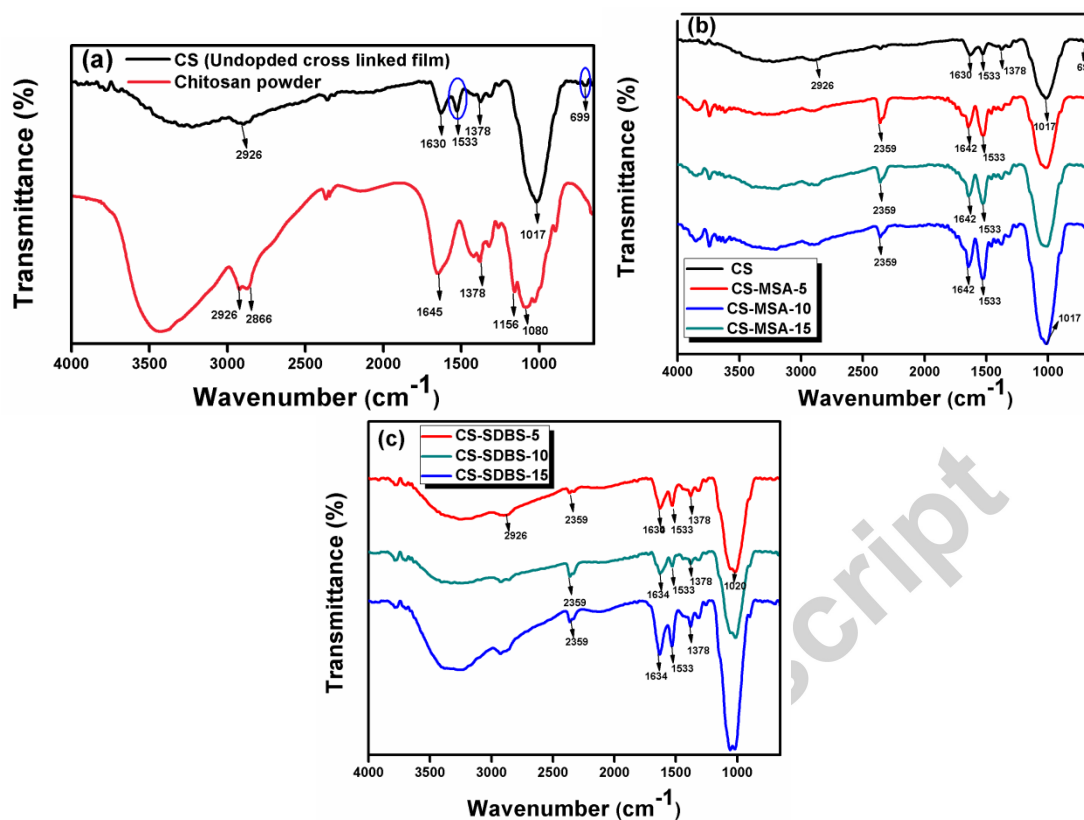 (a)
CS (Undopded cross linked film)
Chitosan powder
2926
1630
1533
1378
699
1017
2926
2866
1645
1378
1156
1080
Transmittance (%)
4000 3500 3000 2500 2000 1500 1000
Wavenumber (cm-1)
(b)
2926
1630
1533
1378
1017
2359
1642
1533
2359
1642
1533
2359
1642
1533
1017
CS
CS-MSA-5
CS-MSA-10
CS-MSA-15
Transmittance (%)
4000 3500 3000 2500 2000 1500 1000
Wavenumber (cm-1)
(c)
CS-SDBS-5
CS-SDBS-10
CS-SDBS-15
2926
2359
1533
1378
1020
2359
1634
1533
1378
2359
1634
1533
1378
Transmittance (%)
4000 3500 3000 2500 2000 1500 1000
Wavenumber (cm-1)
script